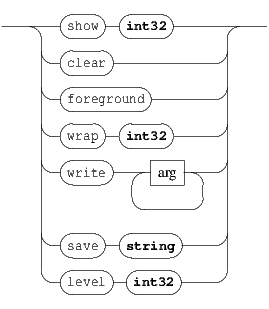 show int32
clear
foreground
wrap int32
write arg
save string
level int32